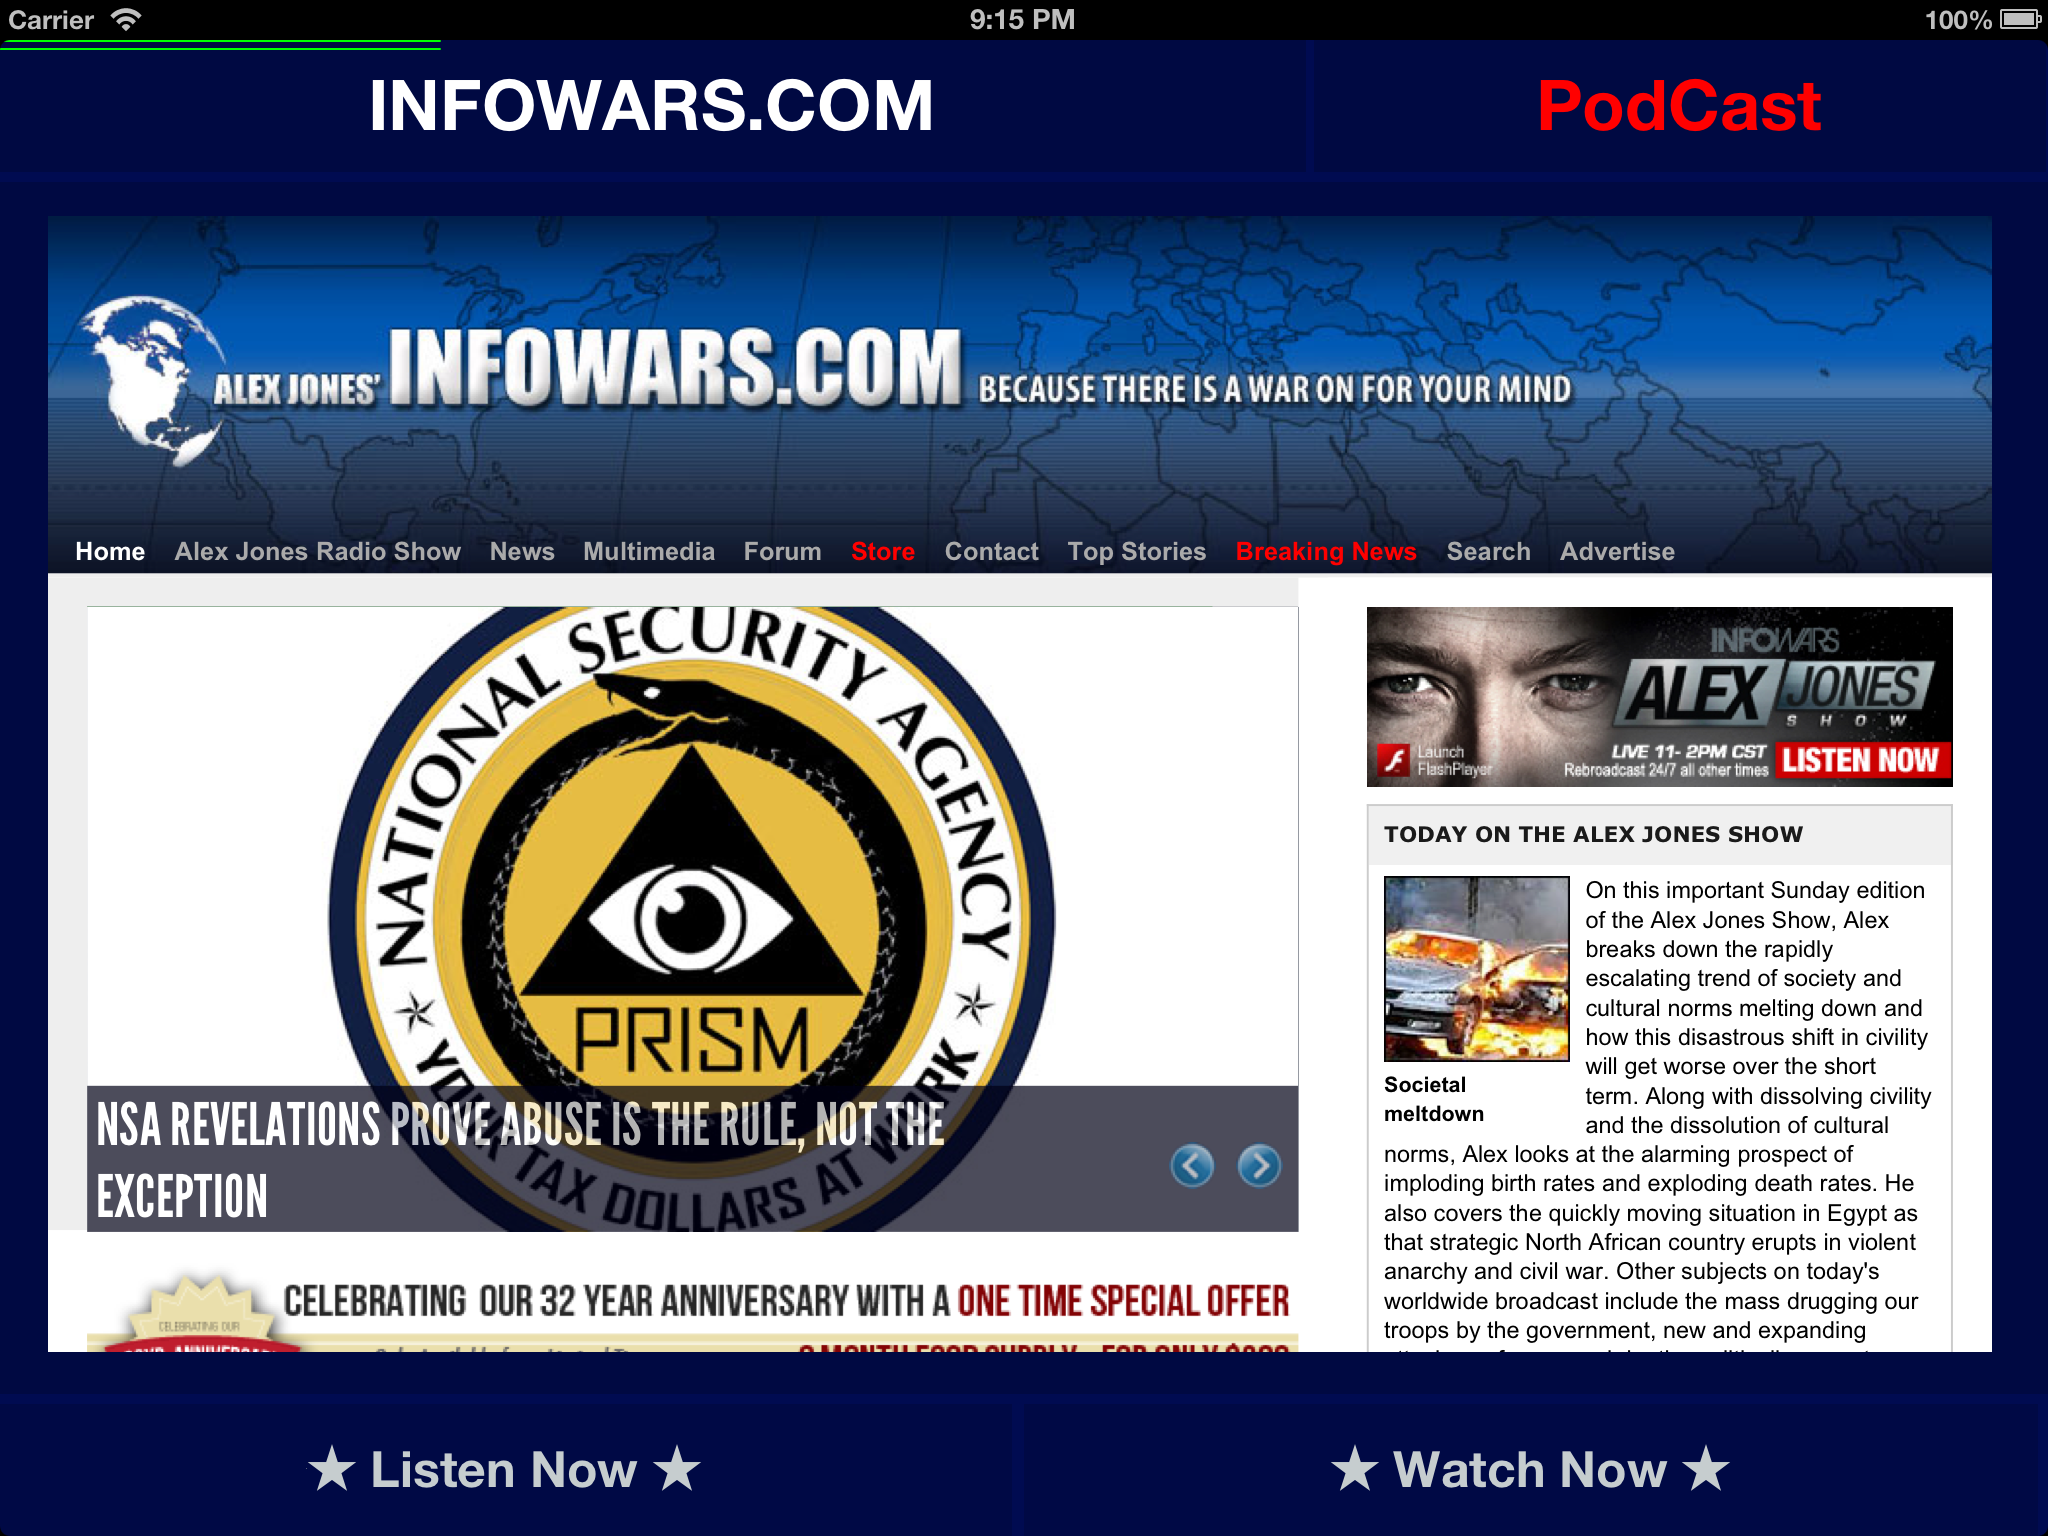 Carrier 9:15 PM 100%
INFOWARS.COM PodCast
ALEX JONES' INFOWARS.COM BECAUSE THERE IS A WAR ON FOR YOUR MIND
Home Alex Jones Radio Show News Multimedia Forum Store Contact Top Stories Breaking News Search Advertise
NATIONAL SECURITY AGENCY
PRISM
YOUR TAX DOLLARS AT WORK
NSA REVELATIONS PROVE ABUSE IS THE RULE, NOT THE
EXCEPTION
CELEBRATING OUR 32 YEAR ANNIVERSARY WITH A ONE TIME SPECIAL OFFER
CELEBRATING OUR
INFOWARS
ALEX JONES
SHOW
LIVE 11- 2PM CST
Rebroadcast 24/7 all other times
LISTEN NOW
Launch
FlashPlayer
TODAY ON THE ALEX JONES SHOW
Societal
meltdown
On this important Sunday edition
of the Alex Jones Show, Alex
breaks down the rapidly
escalating trend of society and
cultural norms melting down and
how this disastrous shift in civility
will get worse over the short
term. Along with dissolving civility
and the dissolution of cultural
norms, Alex looks at the alarming prospect of
imploding birth rates and exploding death rates. He
also covers the quickly moving situation in Egypt as
that strategic North African country erupts in violent
anarchy and civil war. Other subjects on today's
worldwide broadcast include the mass drugging our
troops by the government, new and expanding
★ Listen Now ★
★ Watch Now ★